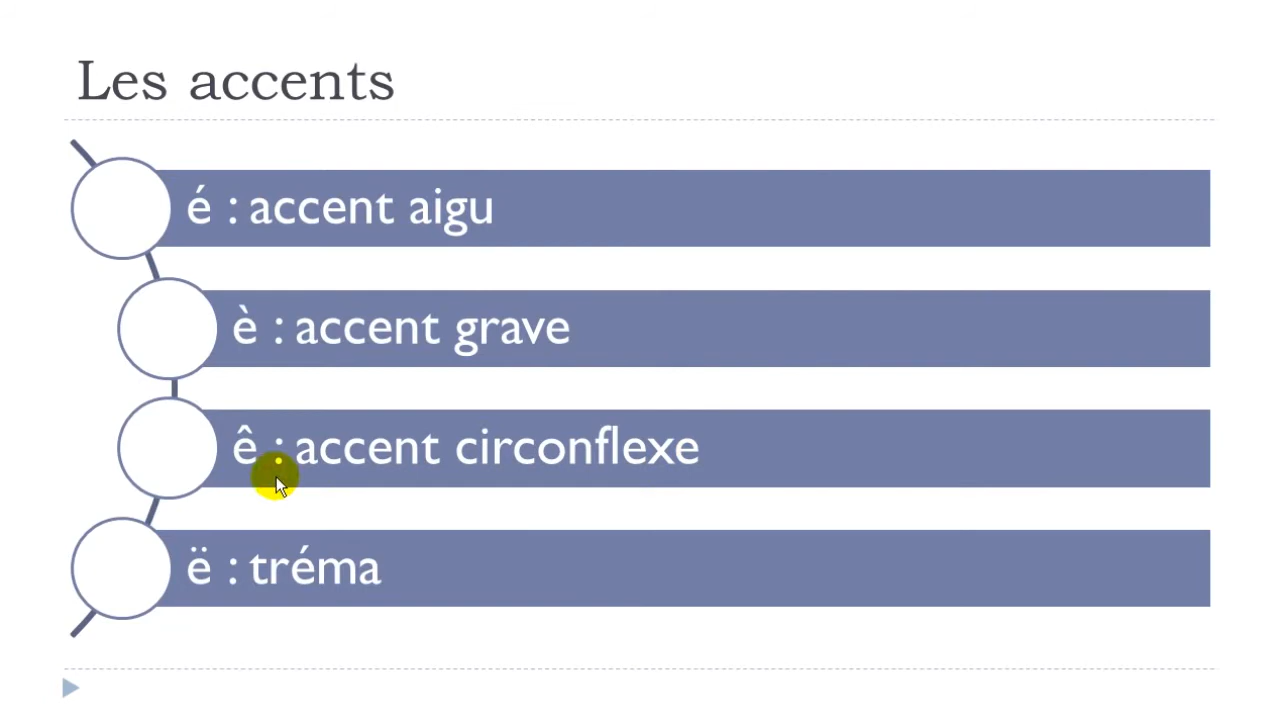 Les accents
é : accent aigu
è : accent grave
ê : accent circonflexe
ë : tréma